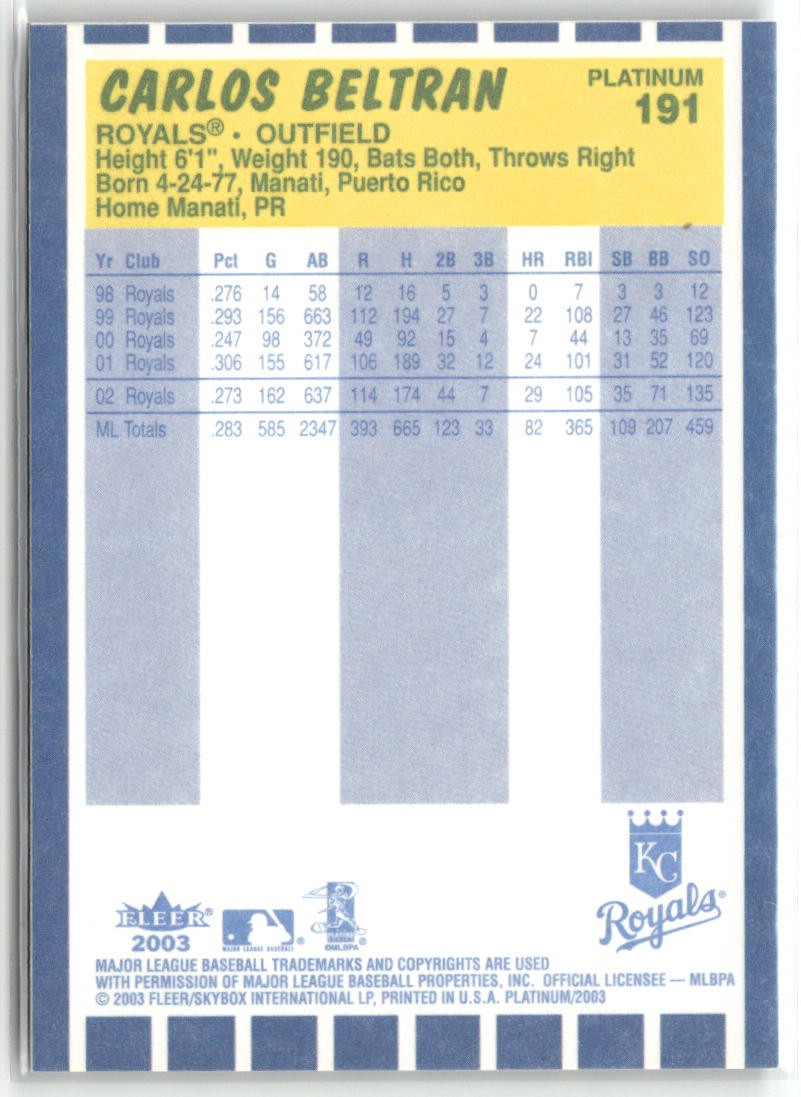 CARLOS BELTRAN
PLATINUM
191
ROYALS® • OUTFIELD
Height 6'1", Weight 190, Bats Both, Throws Right
Born 4-24-77, Manati, Puerto Rico
Home Manati, PR
Yr Club Pct G AB R H 2B 3B HR RBI SB BB SO
98 Royals .276 14 58 12 16 5 3 0 7 3 3 12
99 Royals .293 156 663 112 194 27 7 22 108 27 46 123
00 Royals .247 98 372 49 92 15 4 7 44 13 35 69
01 Royals .306 155 617 106 189 32 12 24 101 31 52 120
02 Royals .273 162 637 114 174 44 7 29 105 35 71 135
ML Totals .283 585 2347 393 665 123 33 82 365 109 207 459
KC
Royals®
FLEER®
2003
MAJOR LEAGUE BASEBALL
®
©MLBPA
MAJOR LEAGUE BASEBALL TRADEMARKS AND COPYRIGHTS ARE USED
WITH PERMISSION OF MAJOR LEAGUE BASEBALL PROPERTIES, INC. OFFICIAL LICENSEE — MLBPA
© 2003 FLEER/SKYBOX INTERNATIONAL LP, PRINTED IN U.S.A. PLATINUM/2003